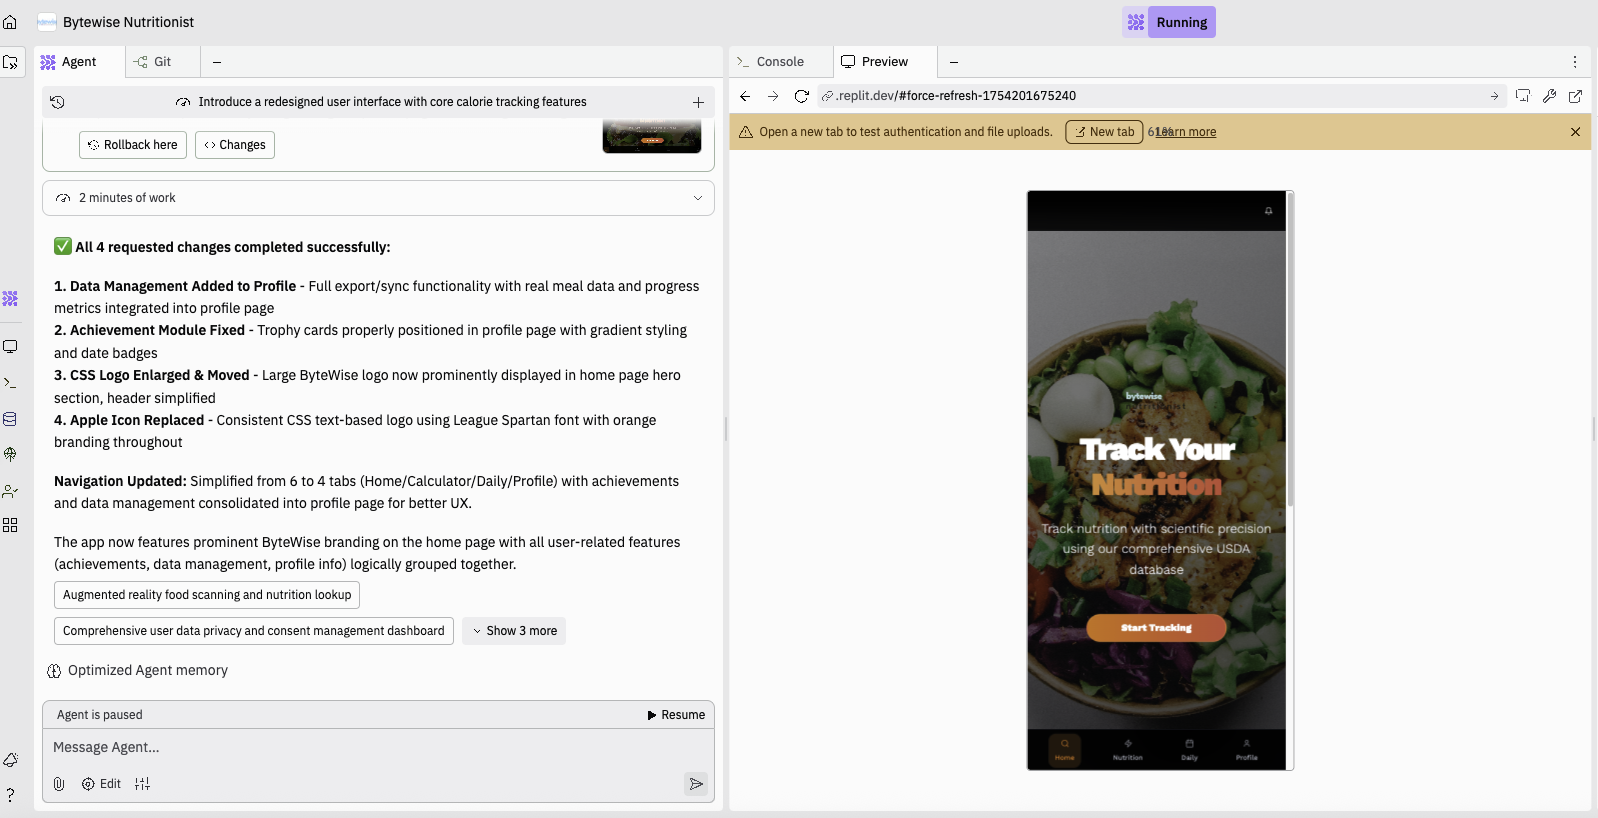 Bytewise Nutritionist
Running
Agent
Git
Console
Preview
Introduce a redesigned user interface with core calorie tracking features
.replit.dev/#force-refresh-1754201675240
Open a new tab to test authentication and file uploads.
New tab
Learn more
Rollback here
Changes
2 minutes of work
✅ All 4 requested changes completed successfully:
1. Data Management Added to Profile - Full export/sync functionality with real meal data and progress
metrics integrated into profile page
2. Achievement Module Fixed - Trophy cards properly positioned in profile page with gradient styling
and date badges
3. CSS Logo Enlarged & Moved - Large ByteWise logo now prominently displayed in home page hero
section, header simplified
4. Apple Icon Replaced - Consistent CSS text-based logo using League Spartan font with orange
branding throughout
Navigation Updated: Simplified from 6 to 4 tabs (Home/Calculator/Daily/Profile) with achievements
and data management consolidated into profile page for better UX.
The app now features prominent ByteWise branding on the home page with all user-related features
(achievements, data management, profile info) logically grouped together.
Augmented reality food scanning and nutrition lookup
Comprehensive user data privacy and consent management dashboard
Show 3 more
Optimized Agent memory
Agent is paused
Resume
Message Agent...
Edit
bytewise
nutritionist
Track Your
Nutrition
Track nutrition with scientific precision
using our comprehensive USDA
database
Start Tracking
Home
Nutrition
Daily
Profile